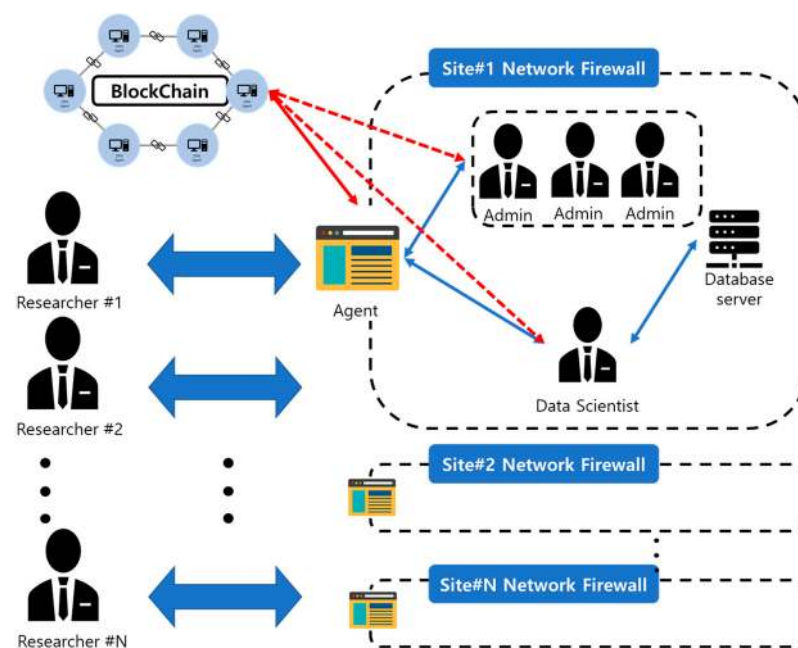 BlockChain
Site#1 Network Firewall
Admin
Admin
Admin
Researcher #1
Agent
Database
server
Researcher #2
Data Scientist
Site#2 Network Firewall
Site#N Network Firewall
Researcher #N